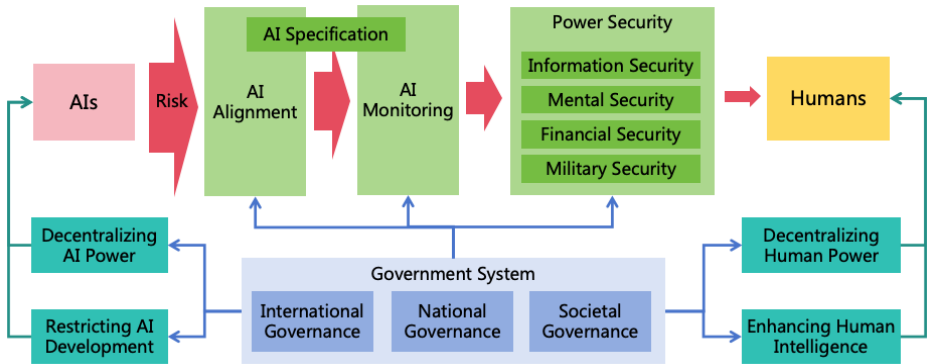 AI Specification
Power Security
AIs
Risk
AI
Alignment
AI
Monitoring
Information Security
Mental Security
Financial Security
Military Security
Humans
Decentralizing
AI Power
Restricting AI
Development
Government System
International
Governance
National
Governance
Societal
Governance
Decentralizing
Human Power
Enhancing Human
Intelligence